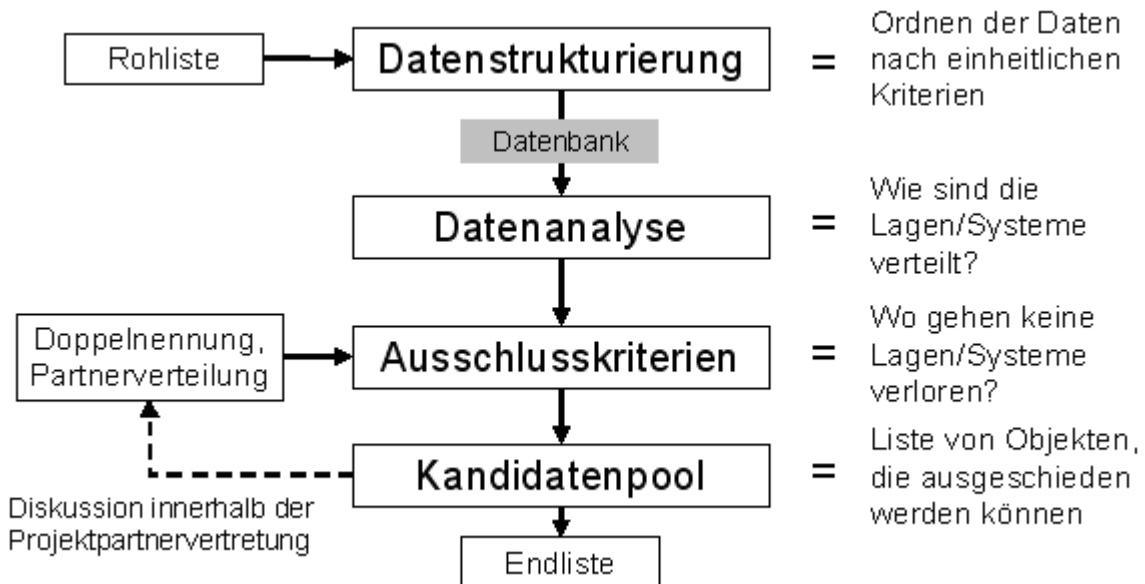 Rohliste
Datenstrukturierung
=
Ordnen der Daten
nach einheitlichen
Kriterien
Datenbank
Datenanalyse
=
Wie sind die
Lagen/Systeme
verteilt?
Doppelnennung,
Partnerverteilung
Ausschlusskriterien
=
Wo gehen keine
Lagen/Systeme
verloren?
Kandidatenpool
=
Liste von Objekten,
die ausgeschieden
werden können
Diskussion innerhalb der
Projektpartnervertretung
Endliste